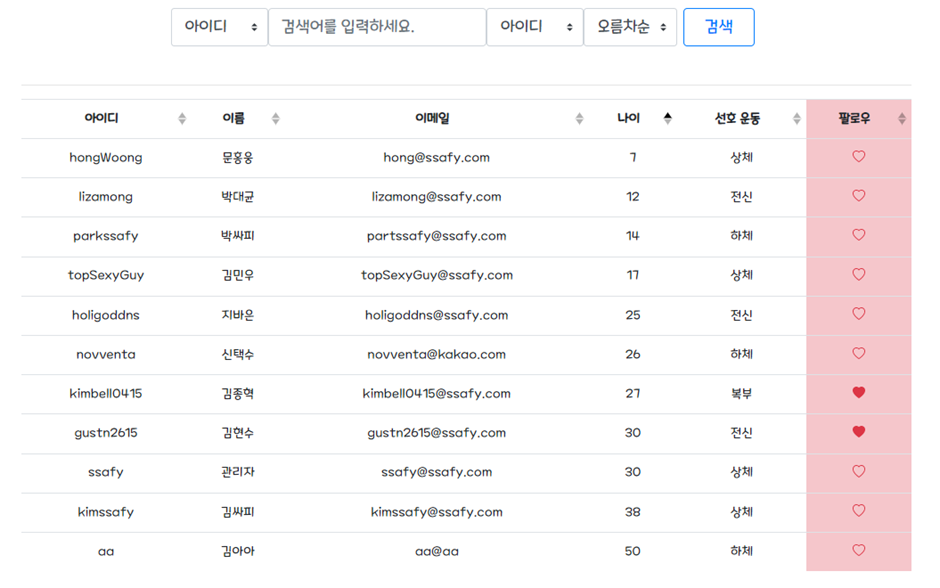 아이디 검색어를 입력하세요. 아이디 오름차순 검색
아이디 이름 이메일 나이 선호 운동 팔로우
hongWoong 문홍웅 hong@ssafy.com 7 상체
lizamong 박대균 lizamong@ssafy.com 12 전신
parkssafy 박싸피 partssafy@ssafy.com 14 하체
topSexyGuy 김민우 topSexyGuy@ssafy.com 17 상체
holigoddns 지바은 holigoddns@ssafy.com 25 전신
novventa 신택수 novventa@kakao.com 26 하체
kimbell0415 김종혁 kimbell0415@ssafy.com 27 복부
gustn2615 김현수 gustn2615@ssafy.com 30 전신
ssafy 관리자 ssafy@ssafy.com 30 상체
kimssafy 김싸피 kimssafy@ssafy.com 38 상체
aa 김아아 aa@aa 50 하체